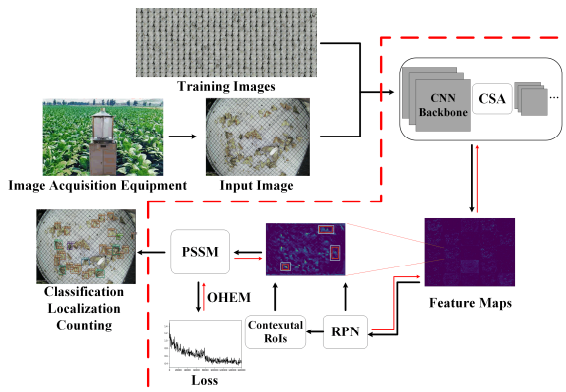 Training Images
CNN
Backbone
CSA
...
Image Acquisition Equipment
Input Image
PSSM
Feature Maps
Classification
Localization
Counting
OHEM
Contexutal
RoIs
RPN
Loss